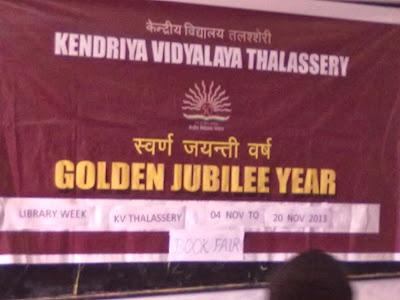 केन्द्रीय विद्यालय तलश्शेरी
KENDRIYA VIDYALAYA THALASSERY
स्वर्ण जयन्ती वर्ष
GOLDEN JUBILEE YEAR
LIBRARY WEEK KV THALASSERY 04 NOV TO 20 NOV 2013
BOOK FAIR